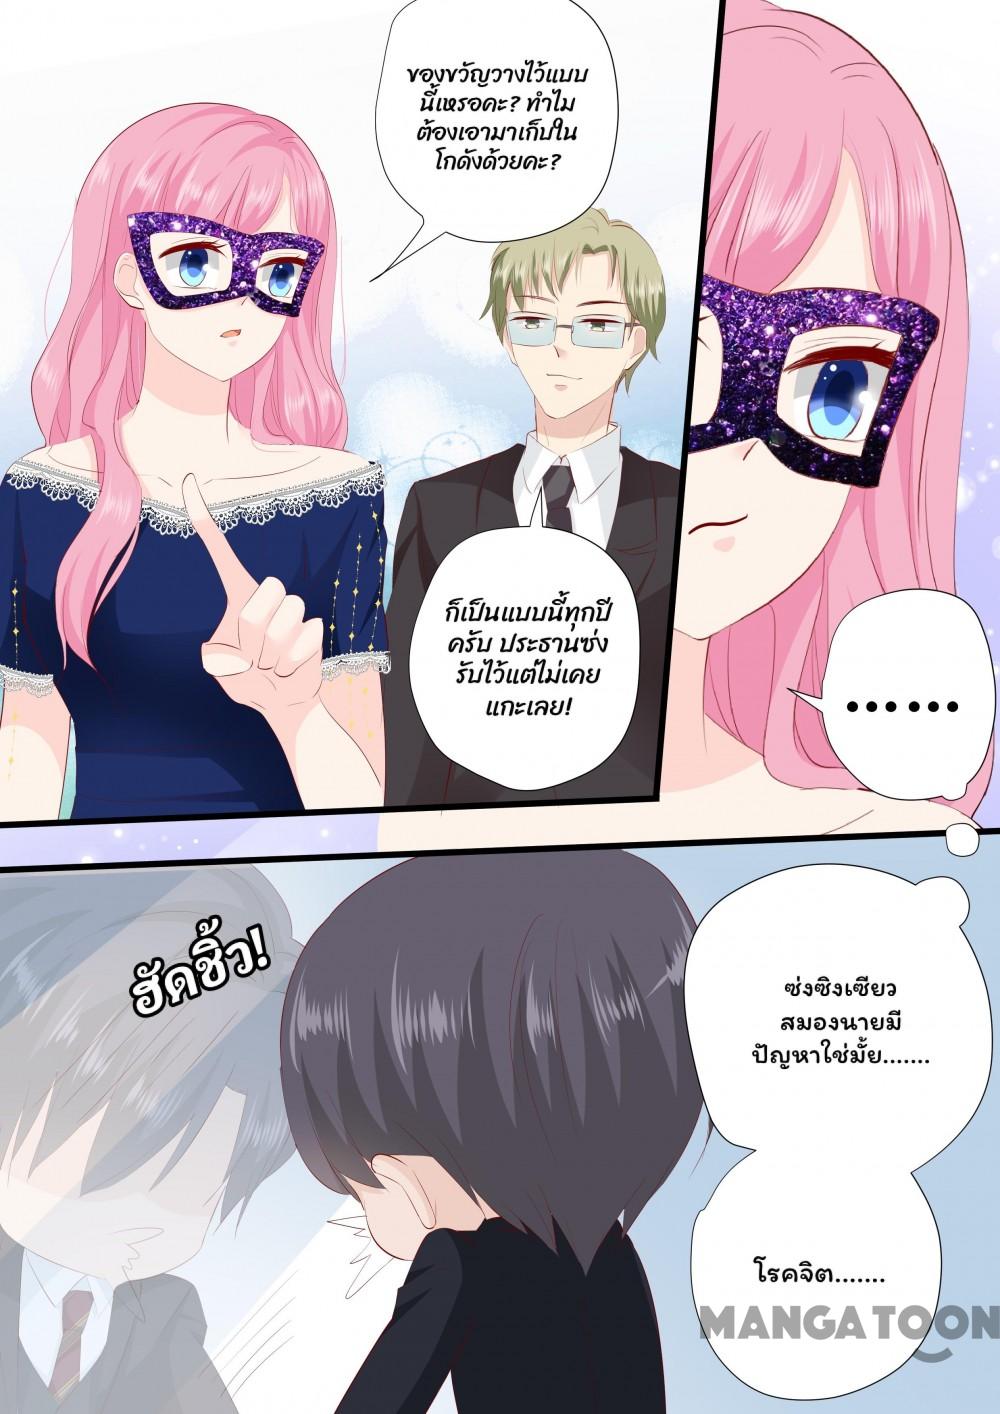 ของขวัญวางไว้แบบ
นี้เหรอคะ? ทำไม
ต้องเอามาเก็บใน
โกดังด้วยคะ?
ก็เป็นแบบนี้ทุกปี
ครับ ประธานซ่ง
รับไว้แต่ไม่เคย
แกะเลย!
......
ฮัดชิ้ว!
ซ่งซิงเซียว
สมองนายมี
ปัญหาใช่มั้ย.......
โรคจิต.......
MANGATOON